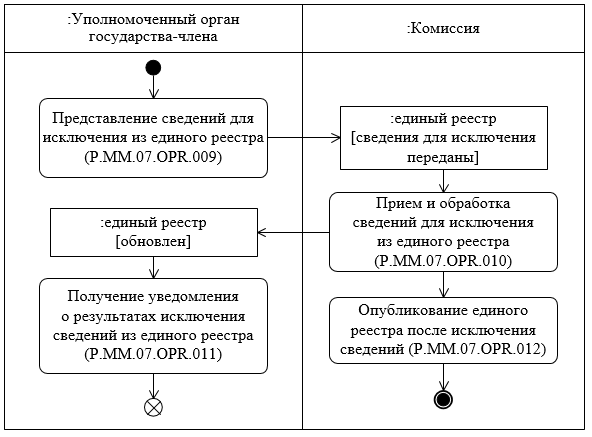 :Уполномоченный орган
государства-члена
:Комиссия
Представление сведений для
исключения из единого реестра
(P.MM.07.OPR.009)
:единый реестр
[сведения для исключения
переданы]
Прием и обработка
сведений для исключения
из единого реестра
(P.MM.07.OPR.010)
:единый реестр
[обновлен]
Получение уведомления
о результатах исключения
сведений из единого реестра
(P.MM.07.OPR.011)
Опубликование единого
реестра после исключения
сведений (P.MM.07.OPR.012)